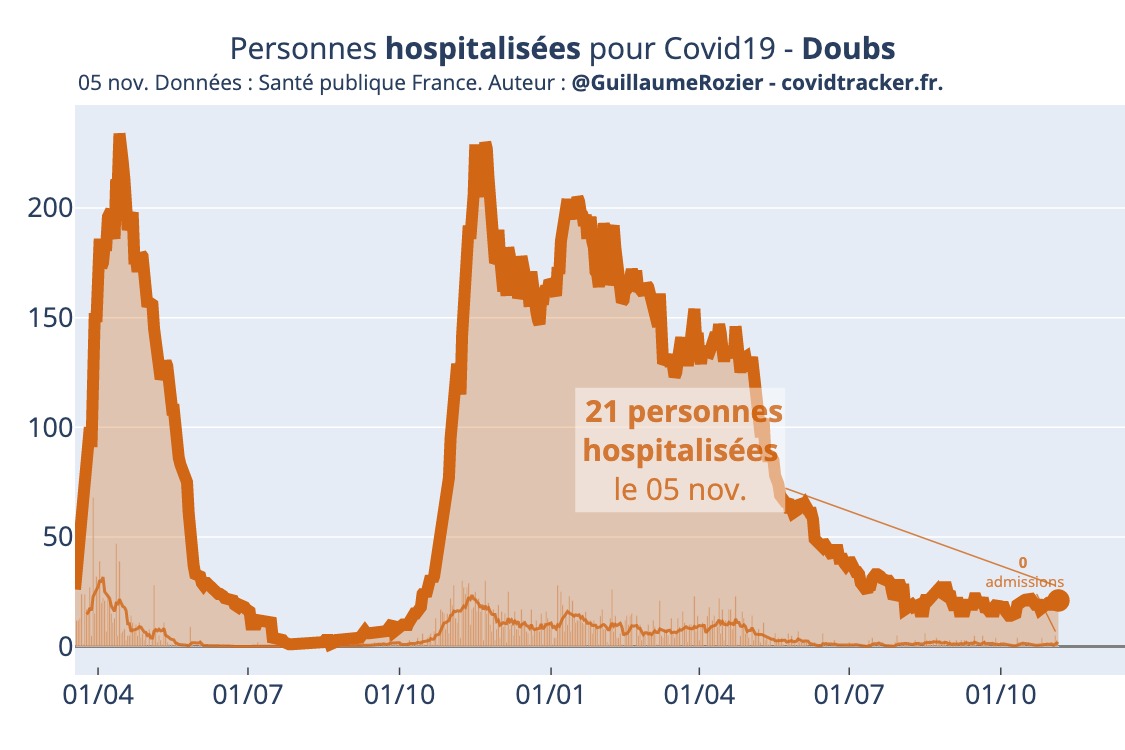 Personnes hospitalisées pour Covid19 - Doubs
05 nov. Données : Santé publique France. Auteur : @GuillaumeRozier - covidtracker.fr.
200
150
100
50
0
21 personnes
hospitalisées
le 05 nov.
0
admissions
01/04 01/07 01/10 01/01 01/04 01/07 01/10